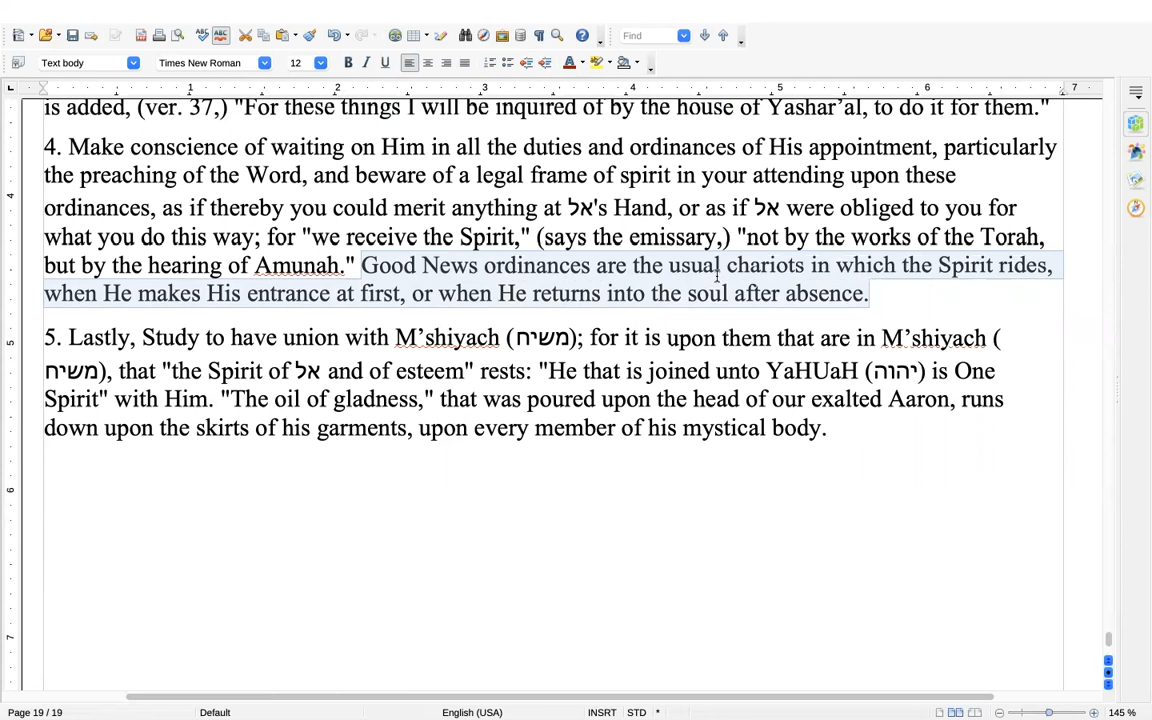 Text body
Times New Roman
12
Find
1 2 3 4 5 6 7
is added, (ver. 37,) "For these things I will be inquired of by the house of Yashar’al, to do it for them."
4. Make conscience of waiting on Him in all the duties and ordinances of His appointment, particularly
the preaching of the Word, and beware of a legal frame of spirit in your attending upon these
ordinances, as if thereby you could merit anything at אל's Hand, or as if אל were obliged to you for
what you do this way; for "we receive the Spirit," (says the emissary,) "not by the works of the Torah,
but by the hearing of Amunah." Good News ordinances are the usual chariots in which the Spirit rides,
when He makes His entrance at first, or when He returns into the soul after absence.
5. Lastly, Study to have union with M’shiyach (משיח); for it is upon them that are in M’shiyach (
משיח), that "the Spirit of אל and of esteem" rests: "He that is joined unto YaHUaH (יהוה) is One
Spirit" with Him. "The oil of gladness," that was poured upon the head of our exalted Aaron, runs
down upon the skirts of his garments, upon every member of his mystical body.
4
5
6
7
Page 19 / 19 Default English (USA) INSRT STD * 145 %